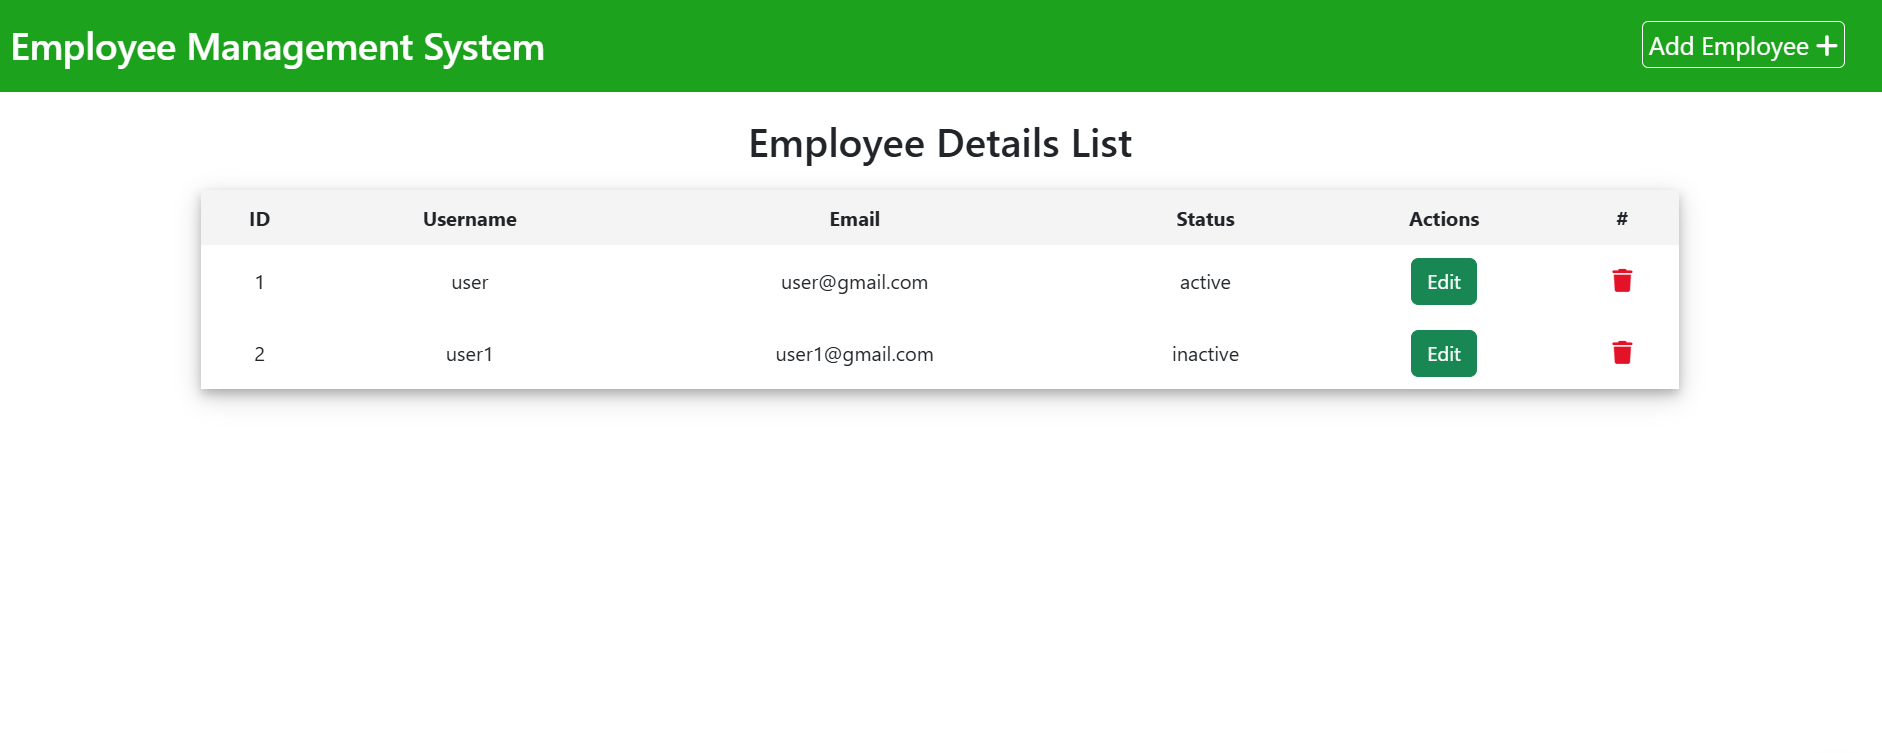 Employee Management System
Add Employee +
Employee Details List
ID Username Email Status Actions #
1 user user@gmail.com active Edit
2 user1 user1@gmail.com inactive Edit